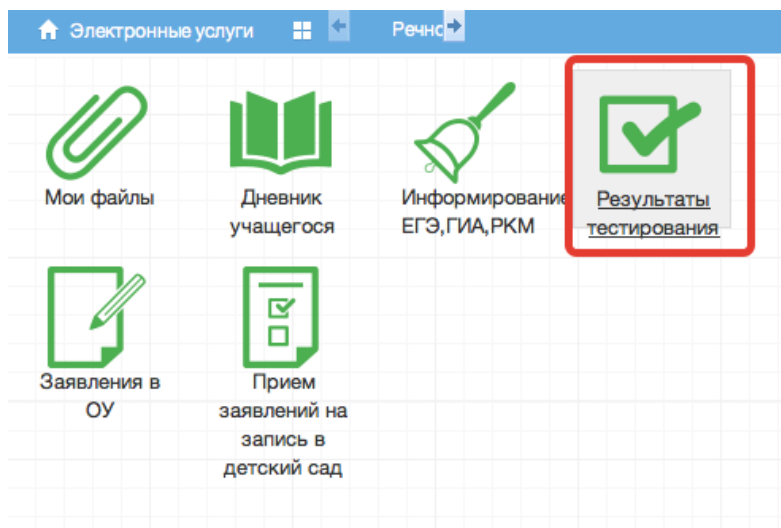 Электронные услуги
Мои файлы
Дневник
учащегося
Информирование
ЕГЭ,ГИА,РКМ
Результаты
тестирования
Заявления в
ОУ
Прием
заявлений на
запись в
детский сад